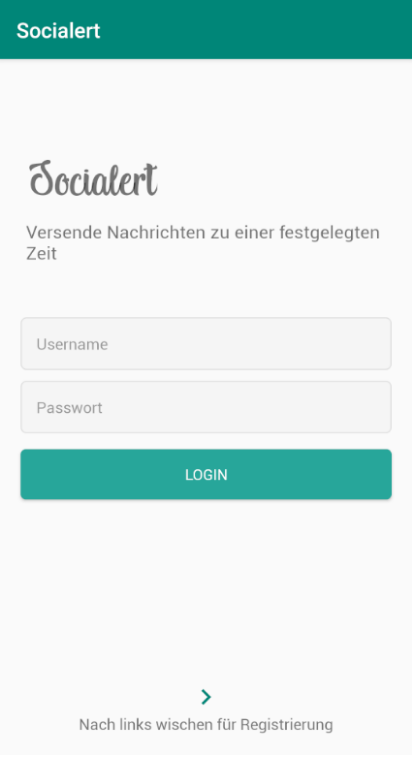 Socialert
Socialert
Versende Nachrichten zu einer festgelegten
Zeit
Username
Passwort
LOGIN
Nach links wischen für Registrierung